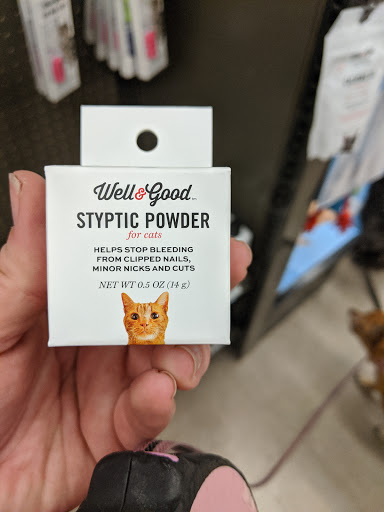 Well&Good
STYPTIC POWDER
for cats
HELPS STOP BLEEDING
FROM CLIPPED NAILS,
MINOR NICKS AND CUTS
NET WT 0.5 OZ (14 g)